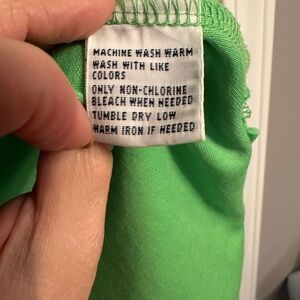 MACHINE WASH WARM
WASH WITH LIKE
COLORS
ONLY NON-CHLORINE
BLEACH WHEN NEEDED
TUMBLE DRY LOW
WARM IRON IF NEEDED